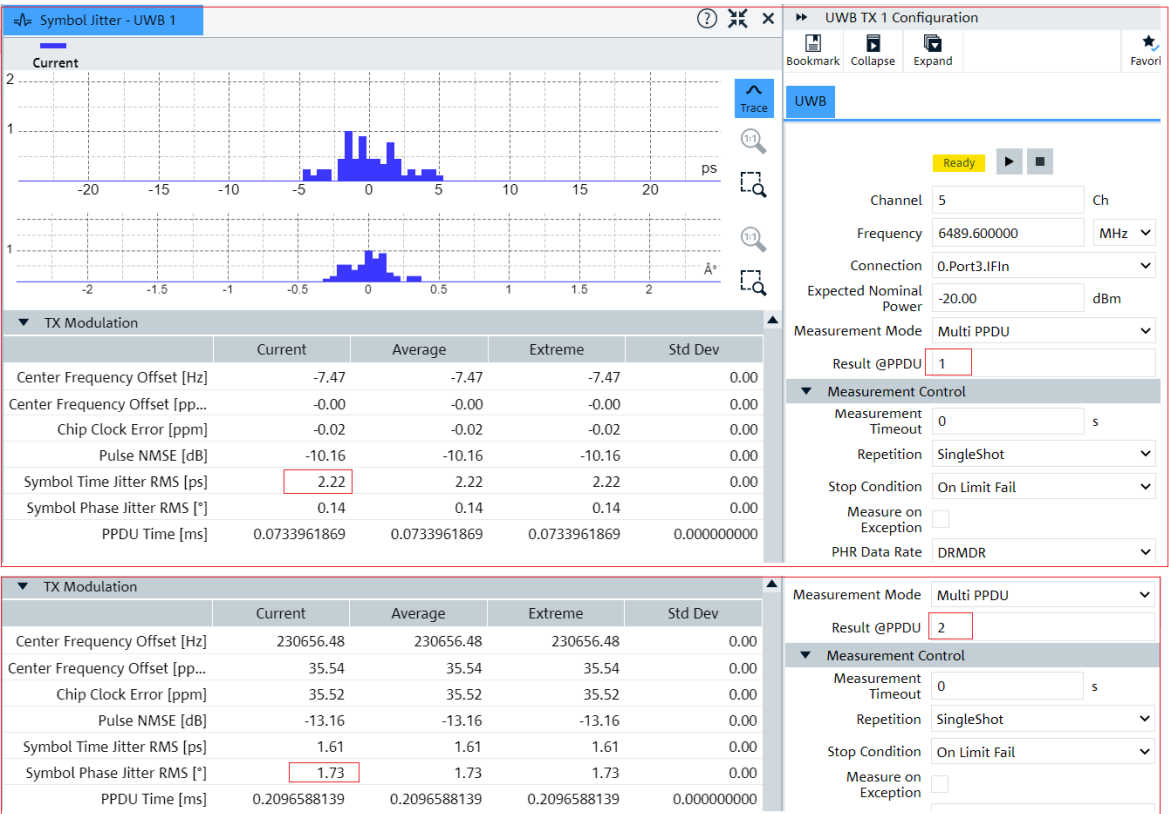 Symbol Jitter - UWB 1
Current
2
1
Trace
1:1
ps
-20 -15 -10 -5 0 5 10 15 20
1
1:1
Â°
-2 -1.5 -1 -0.5 0 0.5 1 1.5 2
TX Modulation
Current Average Extreme Std Dev
Center Frequency Offset [Hz] -7.47 -7.47 -7.47 0.00
Center Frequency Offset [pp... -0.00 -0.00 -0.00 0.00
Chip Clock Error [ppm] -0.02 -0.02 -0.02 0.00
Pulse NMSE [dB] -10.16 -10.16 -10.16 0.00
Symbol Time Jitter RMS [ps] 2.22 2.22 2.22 0.00
Symbol Phase Jitter RMS [°] 0.14 0.14 0.14 0.00
PPDU Time [ms] 0.0733961869 0.0733961869 0.0733961869 0.000000000
UWB TX 1 Configuration
Bookmark Collapse Expand Favori
UWB
Ready
Channel 5 Ch
Frequency 6489.600000 MHz
Connection 0.Port3.IFIn
Expected Nominal
Power -20.00 dBm
Measurement Mode Multi PPDU
Result @PPDU 1
Measurement Control
Measurement
Timeout 0 s
Repetition SingleShot
Stop Condition On Limit Fail
Measure on
Exception
PHR Data Rate DRMDR
TX Modulation
Current Average Extreme Std Dev
Center Frequency Offset [Hz] 230656.48 230656.48 230656.48 0.00
Center Frequency Offset [pp... 35.54 35.54 35.54 0.00
Chip Clock Error [ppm] 35.52 35.52 35.52 0.00
Pulse NMSE [dB] -13.16 -13.16 -13.16 0.00
Symbol Time Jitter RMS [ps] 1.61 1.61 1.61 0.00
Symbol Phase Jitter RMS [°] 1.73 1.73 1.73 0.00
PPDU Time [ms] 0.2096588139 0.2096588139 0.2096588139 0.000000000
Measurement Mode Multi PPDU
Result @PPDU 2
Measurement Control
Measurement
Timeout 0 s
Repetition SingleShot
Stop Condition On Limit Fail
Measure on
Exception